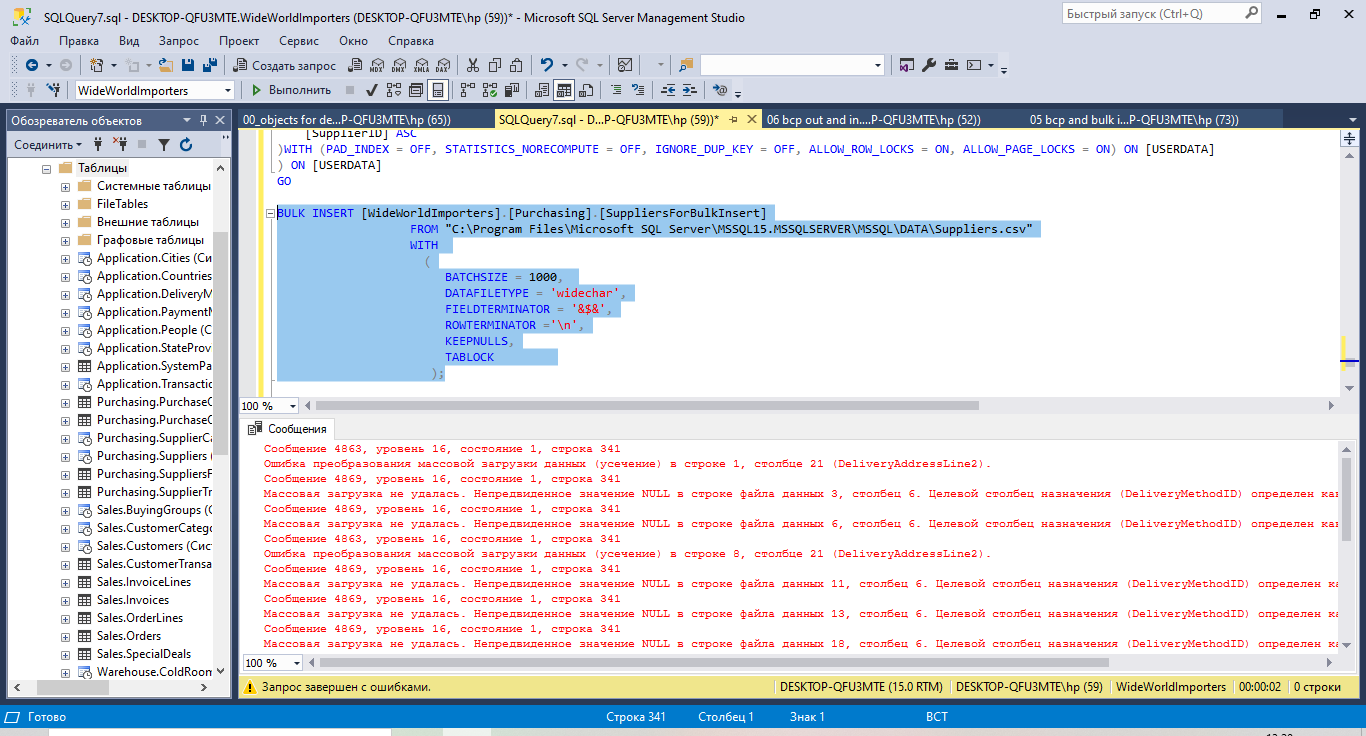 SQLQuery7.sql - DESKTOP-QFU3MTE.WideWorldImporters (DESKTOP-QFU3MTE\hp (59))* - Microsoft SQL Server Management Studio
Быстрый запуск (Ctrl+Q)
Файл Правка Вид Запрос Проект Сервис Окно Справка
Создать запрос MDX DMX XMLA DAX
WideWorldImporters Выполнить
Обозреватель объектов
00_objects for de...P-QFU3MTE\hp (65)) SQLQuery7.sql - D...P-QFU3MTE\hp (59))* 06 bcp out and in....P-QFU3MTE\hp (52)) 05 bcp and bulk i...P-QFU3MTE\hp (73))
Соединить
Таблицы
Системные таблицы
FileTables
Внешние таблицы
Графовые таблицы
Application.Cities (Си
Application.Countries
Application.DeliveryM
Application.PaymentM
Application.People (С
Application.StateProv
Application.SystemPa
Application.Transactio
Purchasing.PurchaseO
Purchasing.PurchaseO
Purchasing.SupplierCa
Purchasing.Suppliers (
Purchasing.SuppliersF
Purchasing.SupplierTr
Sales.BuyingGroups (С
Sales.CustomerCatego
Sales.Customers (Сис
Sales.CustomerTransa
Sales.InvoiceLines
Sales.Invoices
Sales.OrderLines
Sales.Orders
Sales.SpecialDeals
Warehouse.ColdRoom
[SupplierID] ASC
)WITH (PAD_INDEX = OFF, STATISTICS_NORECOMPUTE = OFF, IGNORE_DUP_KEY = OFF, ALLOW_ROW_LOCKS = ON, ALLOW_PAGE_LOCKS = ON) ON [USERDATA]
) ON [USERDATA]
GO
BULK INSERT [WideWorldImporters].[Purchasing].[SuppliersForBulkInsert]
FROM "C:\Program Files\Microsoft SQL Server\MSSQL15.MSSQLSERVER\MSSQL\DATA\Suppliers.csv"
WITH
(
BATCHSIZE = 1000,
DATAFILETYPE = 'widechar',
FIELDTERMINATOR = '&$&',
ROWTERMINATOR ='\n',
KEEPNULLS,
TABLOCK
);
100 %
Сообщения
Сообщение 4863, уровень 16, состояние 1, строка 341
Ошибка преобразования массовой загрузки данных (усечение) в строке 1, столбце 21 (DeliveryAddressLine2).
Сообщение 4869, уровень 16, состояние 1, строка 341
Массовая загрузка не удалась. Непредвиденное значение NULL в строке файла данных 3, столбец 6. Целевой столбец назначения (DeliveryMethodID) определен ка
Сообщение 4869, уровень 16, состояние 1, строка 341
Массовая загрузка не удалась. Непредвиденное значение NULL в строке файла данных 6, столбец 6. Целевой столбец назначения (DeliveryMethodID) определен ка
Сообщение 4863, уровень 16, состояние 1, строка 341
Ошибка преобразования массовой загрузки данных (усечение) в строке 8, столбце 21 (DeliveryAddressLine2).
Сообщение 4869, уровень 16, состояние 1, строка 341
Массовая загрузка не удалась. Непредвиденное значение NULL в строке файла данных 11, столбец 6. Целевой столбец назначения (DeliveryMethodID) определен к
Сообщение 4869, уровень 16, состояние 1, строка 341
Массовая загрузка не удалась. Непредвиденное значение NULL в строке файла данных 13, столбец 6. Целевой столбец назначения (DeliveryMethodID) определен к
Сообщение 4869, уровень 16, состояние 1, строка 341
Массовая загрузка не удалась. Непредвиденное значение NULL в строке файла данных 18, столбец 6. Целевой столбец назначения (DeliveryMethodID) определен к
100 %
Запрос завершен с ошибками. DESKTOP-QFU3MTE (15.0 RTM) DESKTOP-QFU3MTE\hp (59) WideWorldImporters 00:00:02 0 строки
Готово Строка 341 Столбец 1 Знак 1 ВСТ